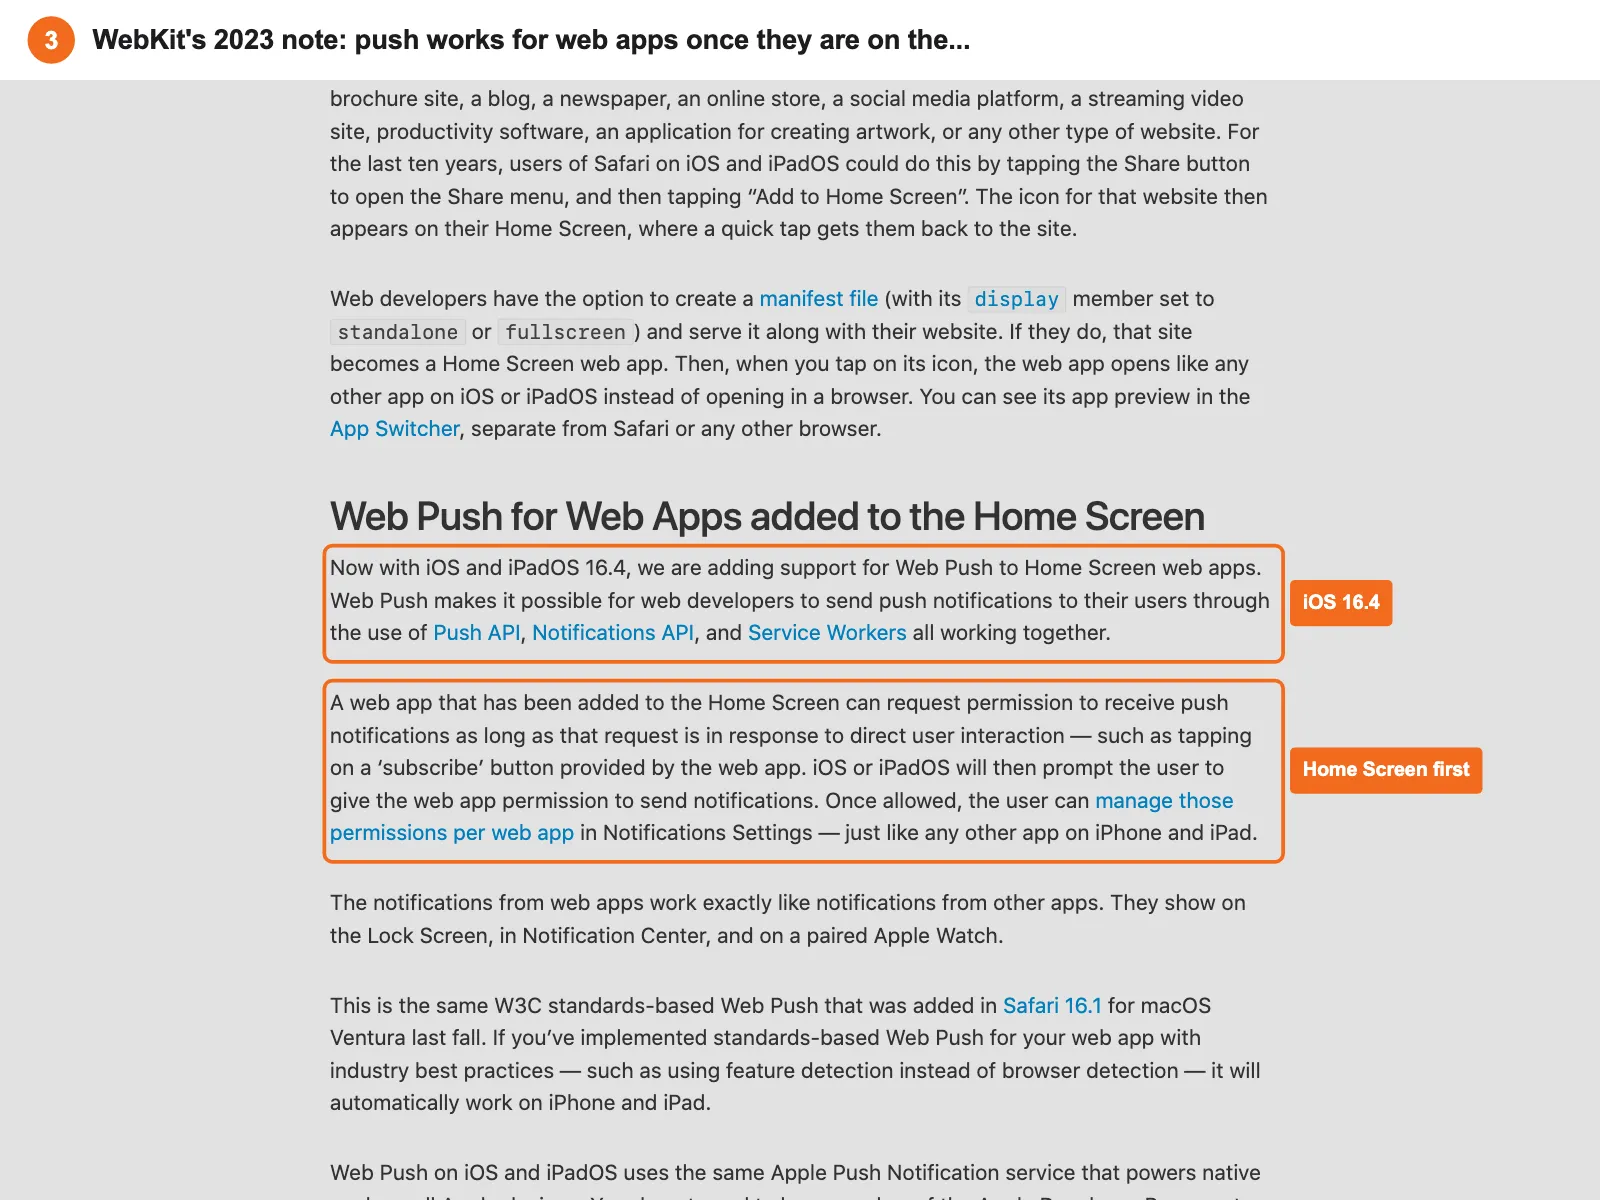 3
WebKit's 2023 note: push works for web apps once they are on the...
brochure site, a blog, a newspaper, an online store, a social media platform, a streaming video
site, productivity software, an application for creating artwork, or any other type of website. For
the last ten years, users of Safari on iOS and iPadOS could do this by tapping the Share button
to open the Share menu, and then tapping “Add to Home Screen”. The icon for that website then
appears on their Home Screen, where a quick tap gets them back to the site.
Web developers have the option to create a manifest file (with its display member set to
standalone or fullscreen) and serve it along with their website. If they do, that site
becomes a Home Screen web app. Then, when you tap on its icon, the web app opens like any
other app on iOS or iPadOS instead of opening in a browser. You can see its app preview in the
App Switcher, separate from Safari or any other browser.
Web Push for Web Apps added to the Home Screen
Now with iOS and iPadOS 16.4, we are adding support for Web Push to Home Screen web apps.
Web Push makes it possible for web developers to send push notifications to their users through
the use of Push API, Notifications API, and Service Workers all working together.
iOS 16.4
A web app that has been added to the Home Screen can request permission to receive push
notifications as long as that request is in response to direct user interaction — such as tapping
on a ‘subscribe’ button provided by the web app. iOS or iPadOS will then prompt the user to
give the web app permission to send notifications. Once allowed, the user can manage those
permissions per web app in Notifications Settings — just like any other app on iPhone and iPad.
Home Screen first
The notifications from web apps work exactly like notifications from other apps. They show on
the Lock Screen, in Notification Center, and on a paired Apple Watch.
This is the same W3C standards-based Web Push that was added in Safari 16.1 for macOS
Ventura last fall. If you’ve implemented standards-based Web Push for your web app with
industry best practices — such as using feature detection instead of browser detection — it will
automatically work on iPhone and iPad.
Web Push on iOS and iPadOS uses the same Apple Push Notification service that powers native